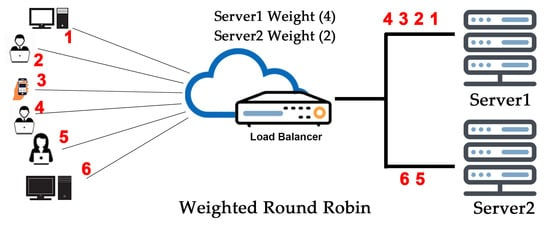 Server1 Weight (4)
Server2 Weight (2)
1
2
3
4
5
6
Load Balancer
4 3 2 1
Server1
6 5
Server2
Weighted Round Robin